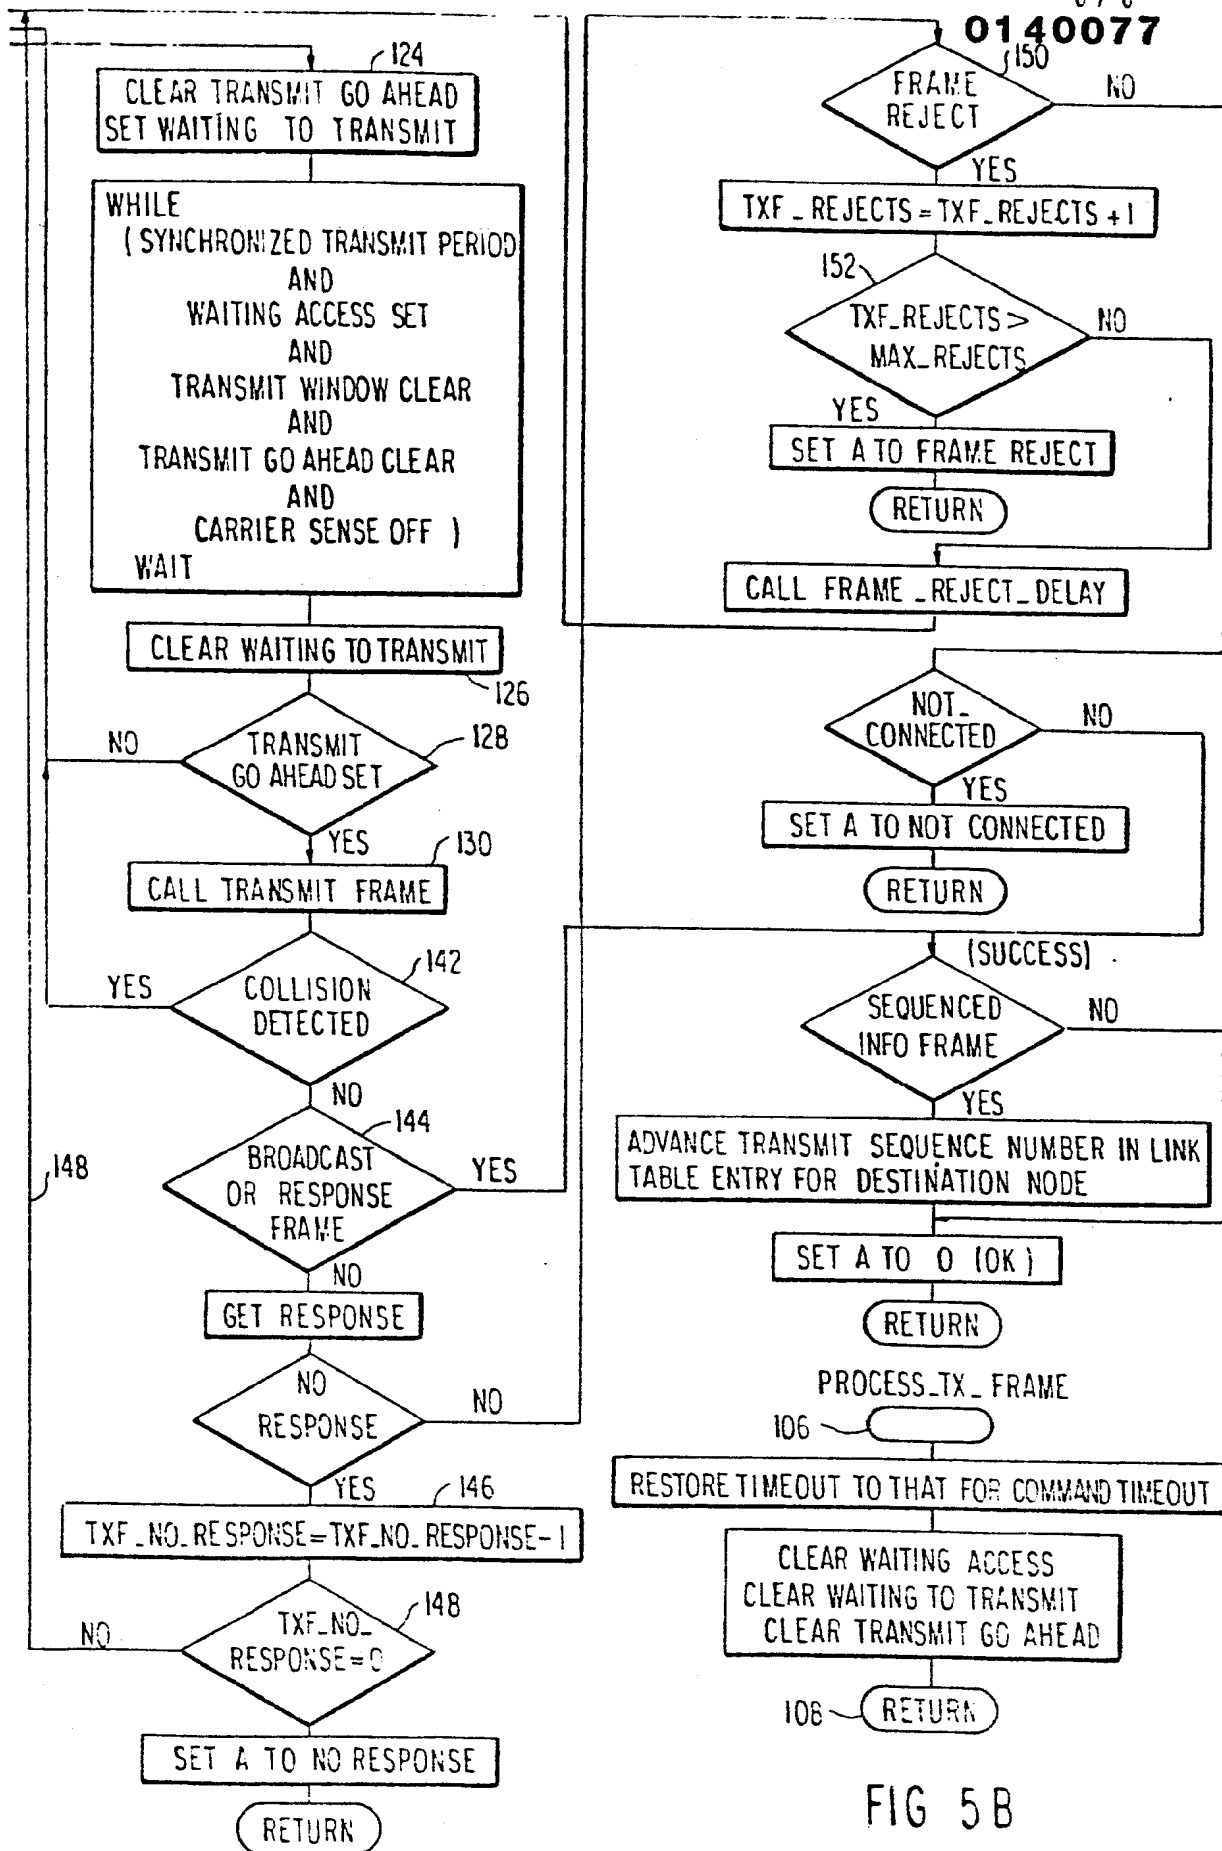 0140077
124
CLEAR TRANSMIT GO AHEAD
SET WAITING TO TRANSMIT
WHILE
(SYNCHRONIZED TRANSMIT PERIOD
AND
WAITING ACCESS SET
AND
TRANSMIT WINDOW CLEAR
AND
TRANSMIT GO AHEAD CLEAR
AND
CARRIER SENSE OFF )
WAIT
CLEAR WAITING TO TRANSMIT
126
NO
TRANSMIT
GO AHEAD SET
128
YES
130
CALL TRANSMIT FRAME
YES
COLLISION
DETECTED
142
NO
144
BROADCAST
OR RESPONSE
FRAME
YES
148
NO
GET RESPONSE
NO
RESPONSE
NO
YES
146
TXF_NO_RESPONSE=TXF_NO_RESPONSE-1
NO
TXF_NO_
RESPONSE=0
148
SET A TO NO RESPONSE
RETURN
150
FRAME
REJECT
NO
YES
TXF_REJECTS=TXF_REJECTS+1
152
TXF_REJECTS >
MAX_REJECTS
NO
YES
SET A TO FRAME REJECT
RETURN
CALL FRAME_REJECT_DELAY
NOT_
CONNECTED
NO
YES
SET A TO NOT CONNECTED
RETURN
(SUCCESS)
SEQUENCED
INFO FRAME
NO
YES
ADVANCE TRANSMIT SEQUENCE NUMBER IN LINK
TABLE ENTRY FOR DESTINATION NODE
SET A TO 0 (OK)
RETURN
PROCESS_TX_FRAME
106
RESTORE TIMEOUT TO THAT FOR COMMAND TIMEOUT
CLEAR WAITING ACCESS
CLEAR WAITING TO TRANSMIT
CLEAR TRANSMIT GO AHEAD
108
RETURN
FIG 5B